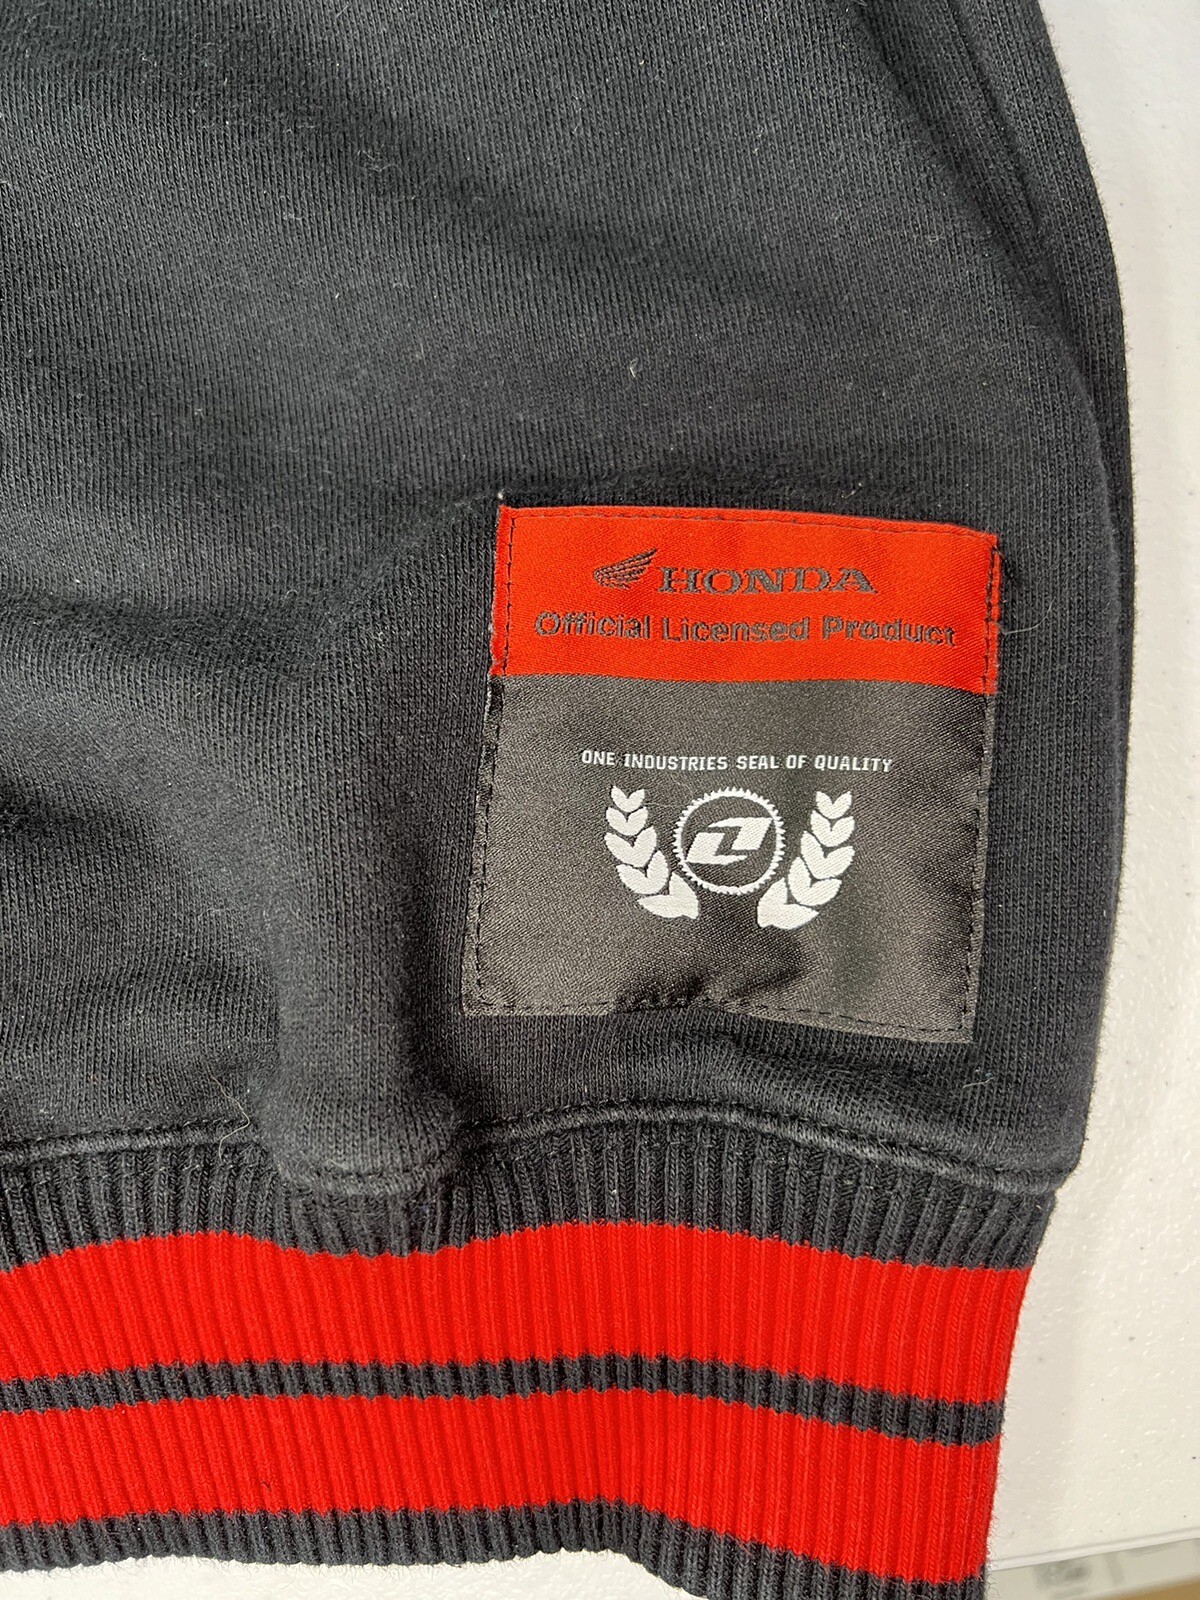 HONDA
Official Licensed Product
ONE INDUSTRIES SEAL OF QUALITY